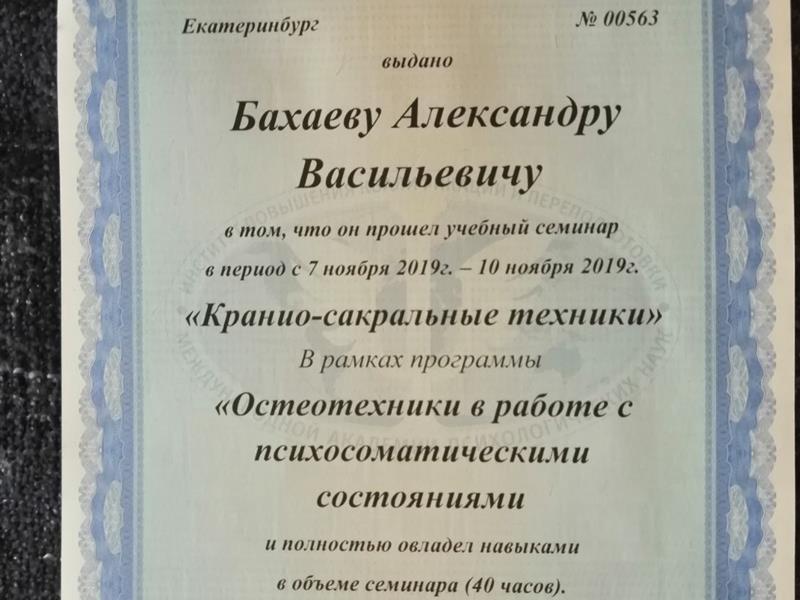 Екатеринбург № 00563
выдано
Бахаеву Александру
Васильевичу
в том, что он прошел учебный семинар
в период с 7 ноября 2019г. – 10 ноября 2019г.
«Кранио-сакральные техники»
В рамках программы
«Остеотехники в работе с
психосоматическими
состояниями
и полностью овладел навыками
в объеме семинара (40 часов).